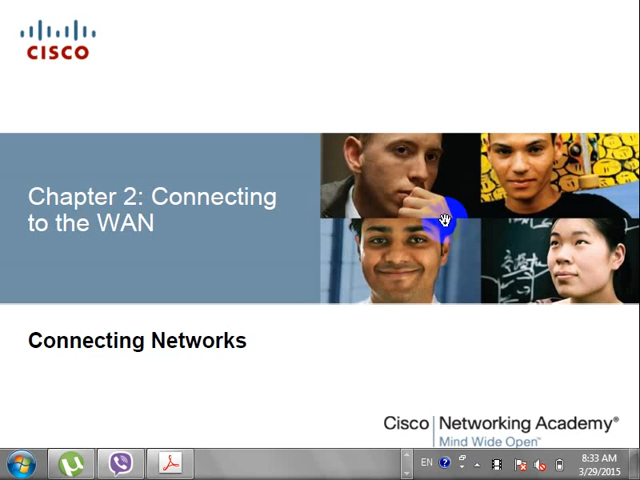 CISCO
Chapter 2: Connecting
to the WAN
Connecting Networks
Cisco Networking Academy®
Mind Wide Open™
EN
8:33 AM
3/29/2015